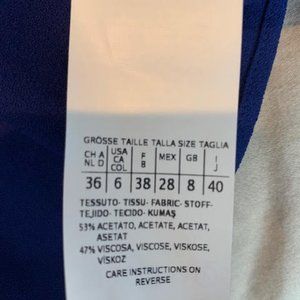 GRÖSSE TAILLE TALLA SIZE TAGLIA
CH A NL D USA CA COL F B MEX GB I J
36 6 38 28 8 40
TESSUTO- TISSU- FABRIC- STOFF-
TEJIDO- TECIDO- KUMAŞ
53% ACETATO, ACETATE, ACETAT,
ASETAT
47% VISCOSA, VISCOSE, VISKOSE,
VİSKOZ
CARE INSTRUCTIONS ON
REVERSE